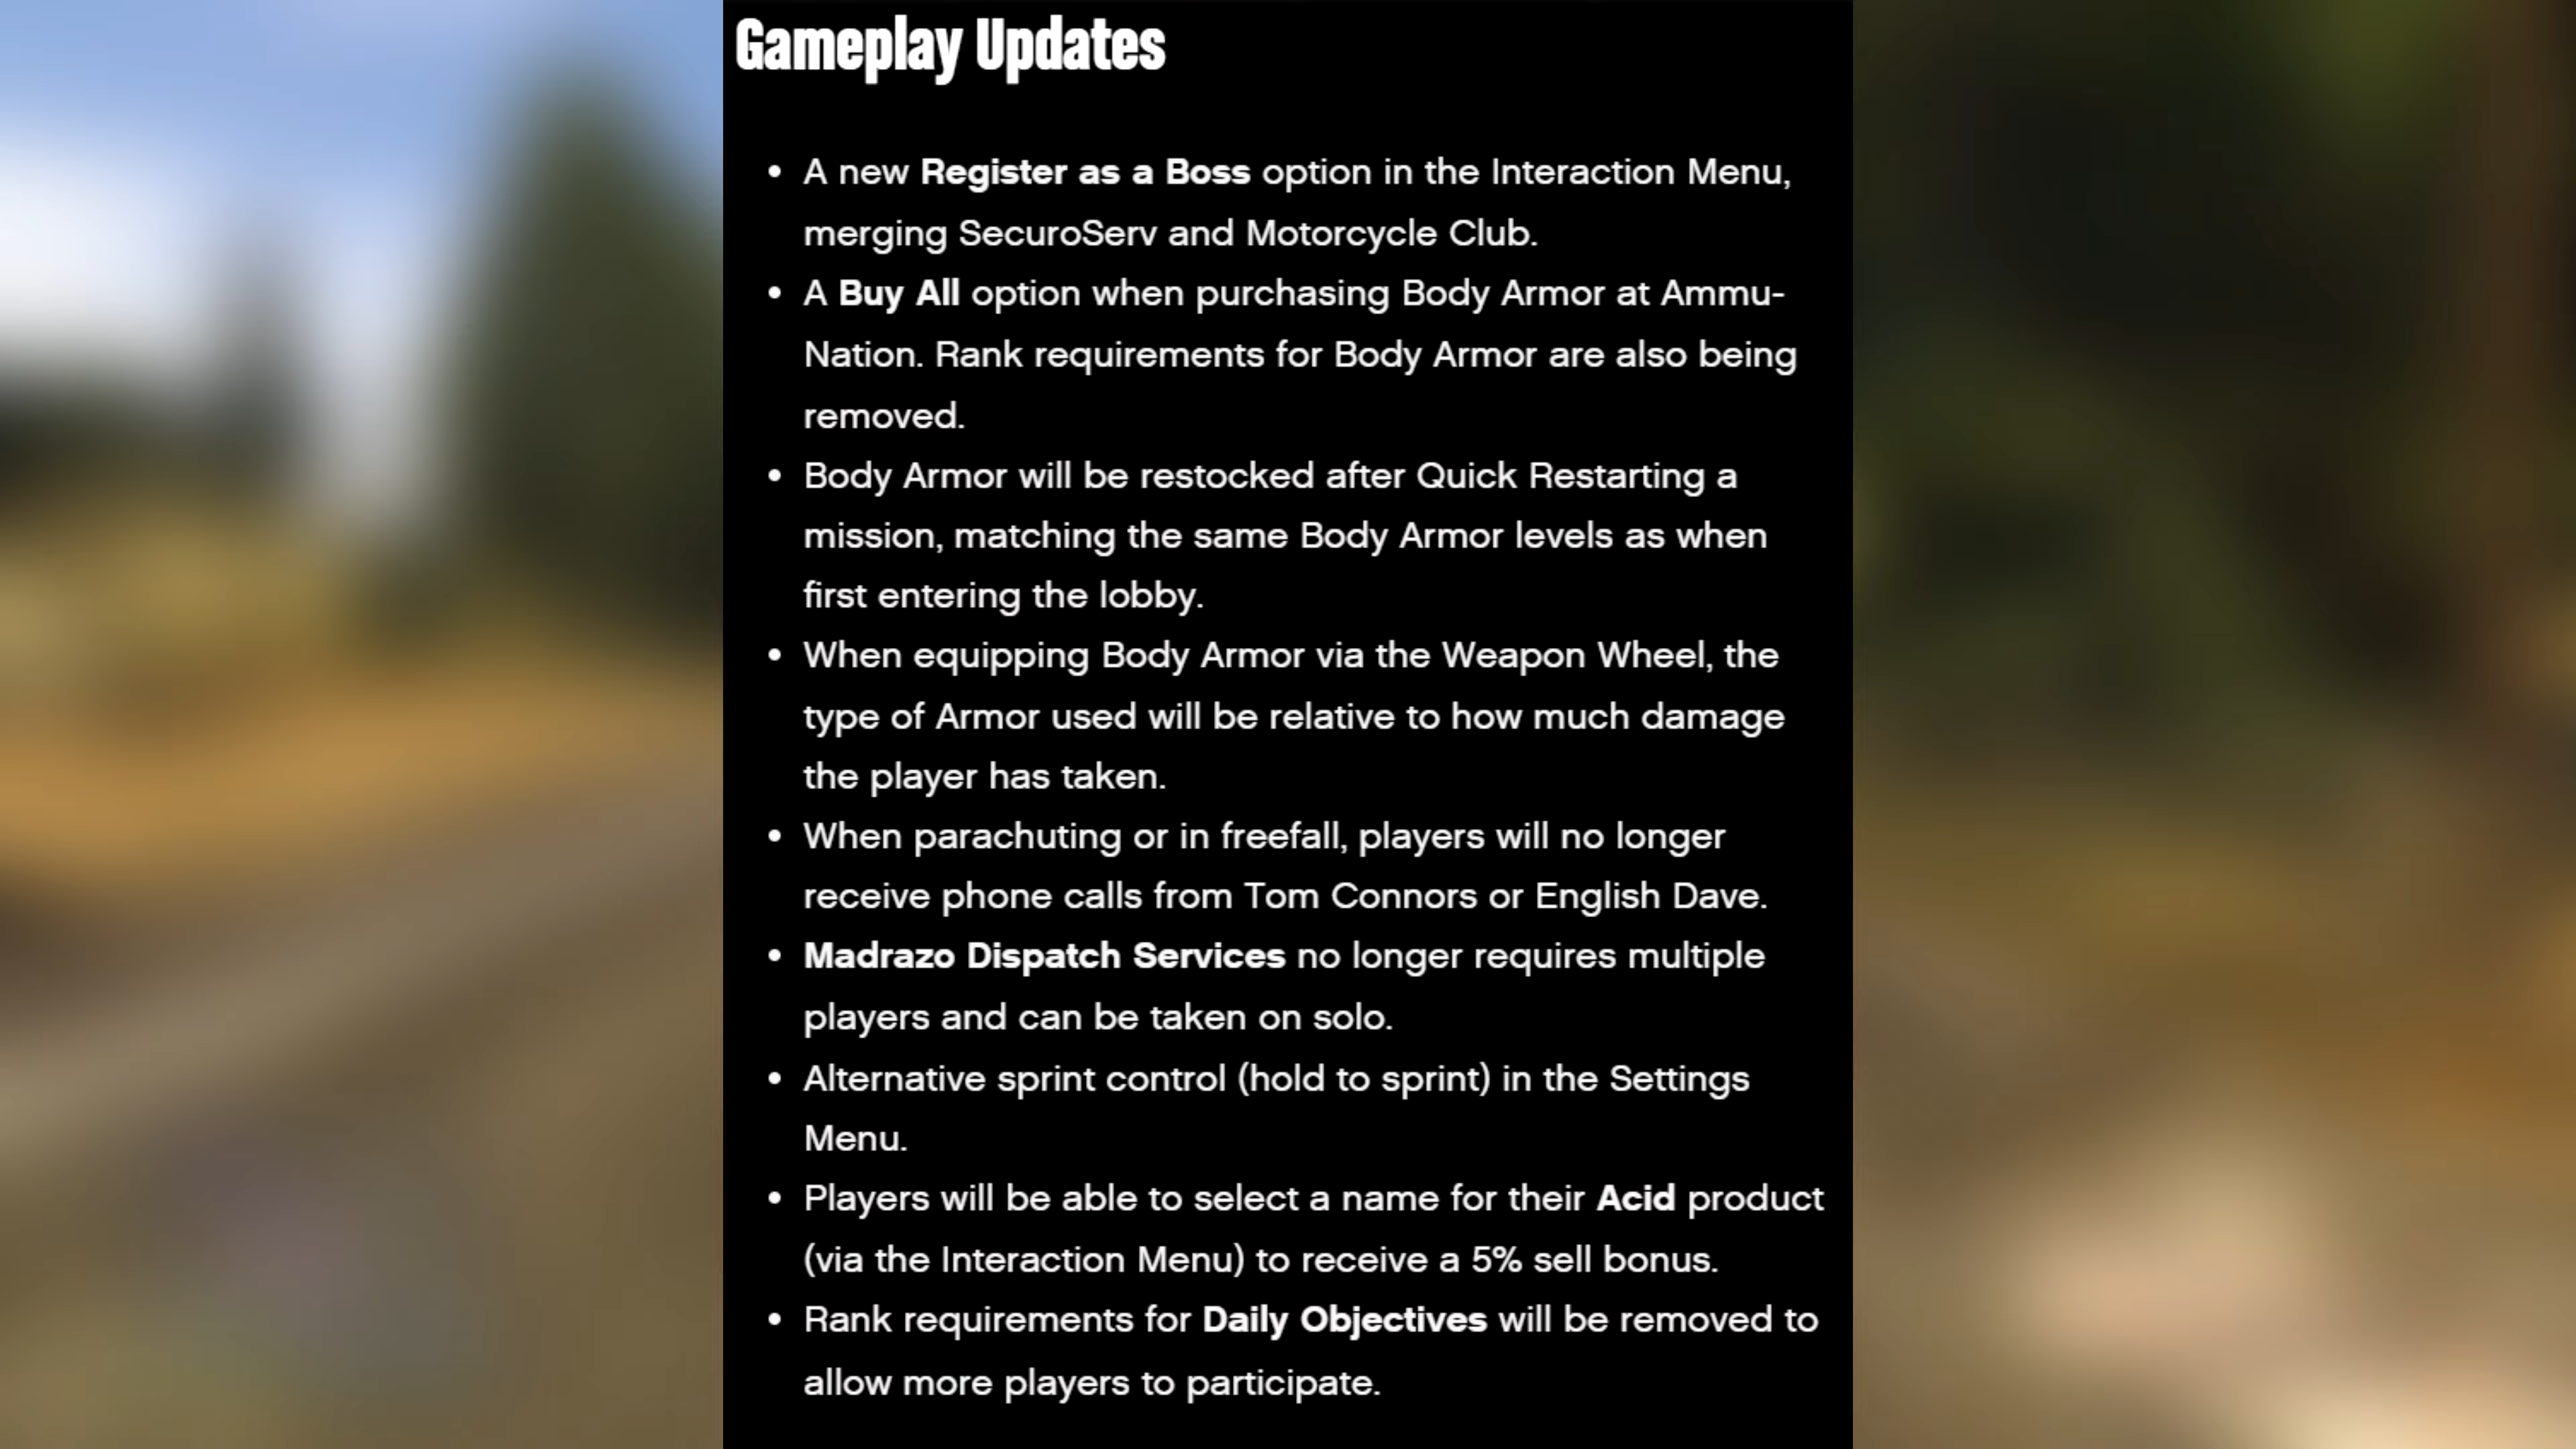 Gameplay Updates
• A new Register as a Boss option in the Interaction Menu,
merging SecuroServ and Motorcycle Club.
• A Buy All option when purchasing Body Armor at Ammu-
Nation. Rank requirements for Body Armor are also being
removed.
• Body Armor will be restocked after Quick Restarting a
mission, matching the same Body Armor levels as when
first entering the lobby.
• When equipping Body Armor via the Weapon Wheel, the
type of Armor used will be relative to how much damage
the player has taken.
• When parachuting or in freefall, players will no longer
receive phone calls from Tom Connors or English Dave.
• Madrazo Dispatch Services no longer requires multiple
players and can be taken on solo.
• Alternative sprint control (hold to sprint) in the Settings
Menu.
• Players will be able to select a name for their Acid product
(via the Interaction Menu) to receive a 5% sell bonus.
• Rank requirements for Daily Objectives will be removed to
allow more players to participate.